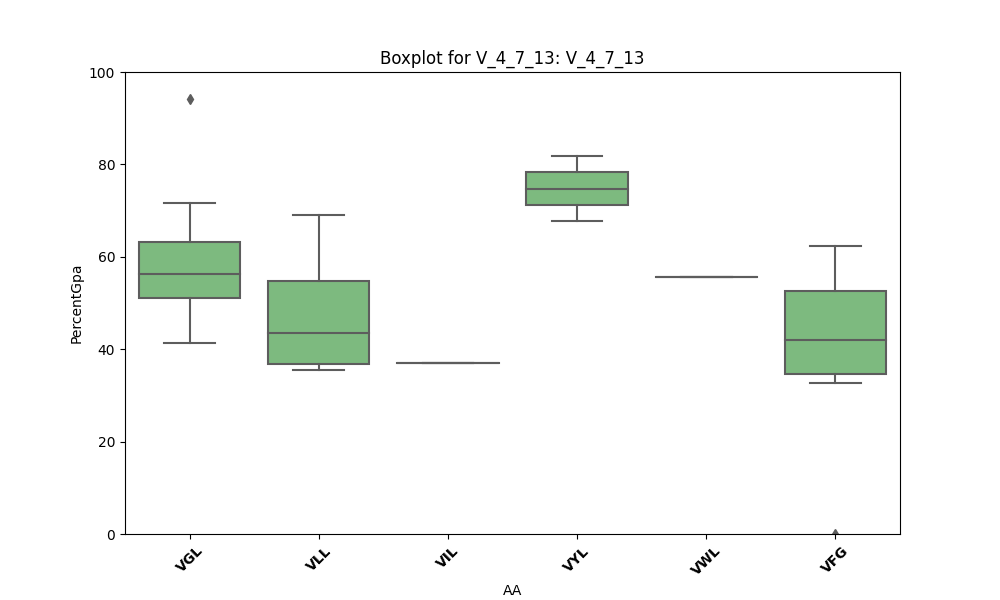 Boxplot for V_4_7_13: V_4_7_13
100
80
60
40
20
0
PercentGpa
VGL
VLL
VIL
VYL
VWL
VFG
AA